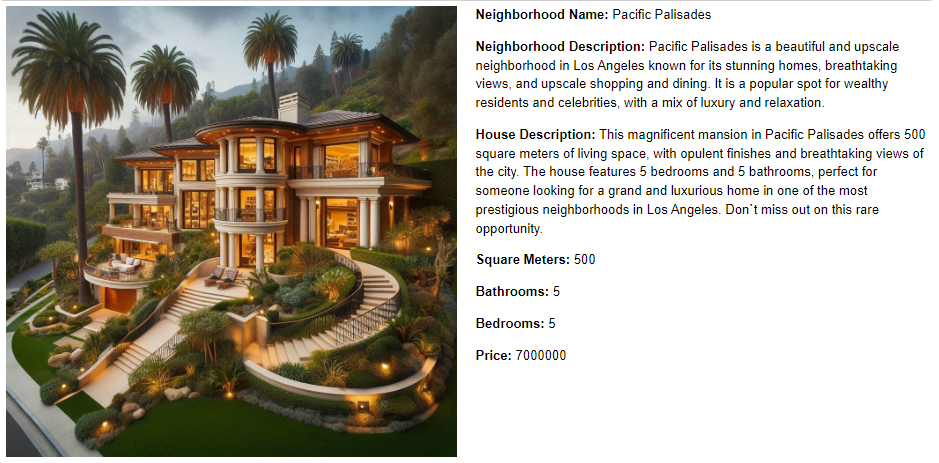 Neighborhood Name: Pacific Palisades
Neighborhood Description: Pacific Palisades is a beautiful and upscale
neighborhood in Los Angeles known for its stunning homes, breathtaking
views, and upscale shopping and dining. It is a popular spot for wealthy
residents and celebrities, with a mix of luxury and relaxation.
House Description: This magnificent mansion in Pacific Palisades offers 500
square meters of living space, with opulent finishes and breathtaking views of
the city. The house features 5 bedrooms and 5 bathrooms, perfect for
someone looking for a grand and luxurious home in one of the most
prestigious neighborhoods in Los Angeles. Don`t miss out on this rare
opportunity.
Square Meters: 500
Bathrooms: 5
Bedrooms: 5
Price: 7000000